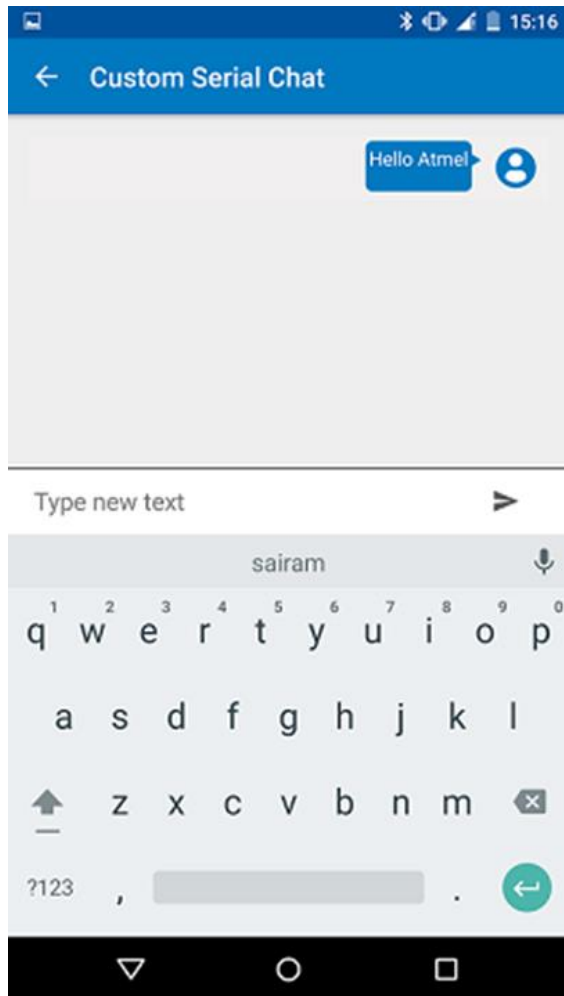 15:16
Custom Serial Chat
Hello Atmel
Type new text
sairam
1 2 3 4 5 6 7 8 9 0
q w e r t y u i o p
a s d f g h j k l
z x c v b n m
?123 , .